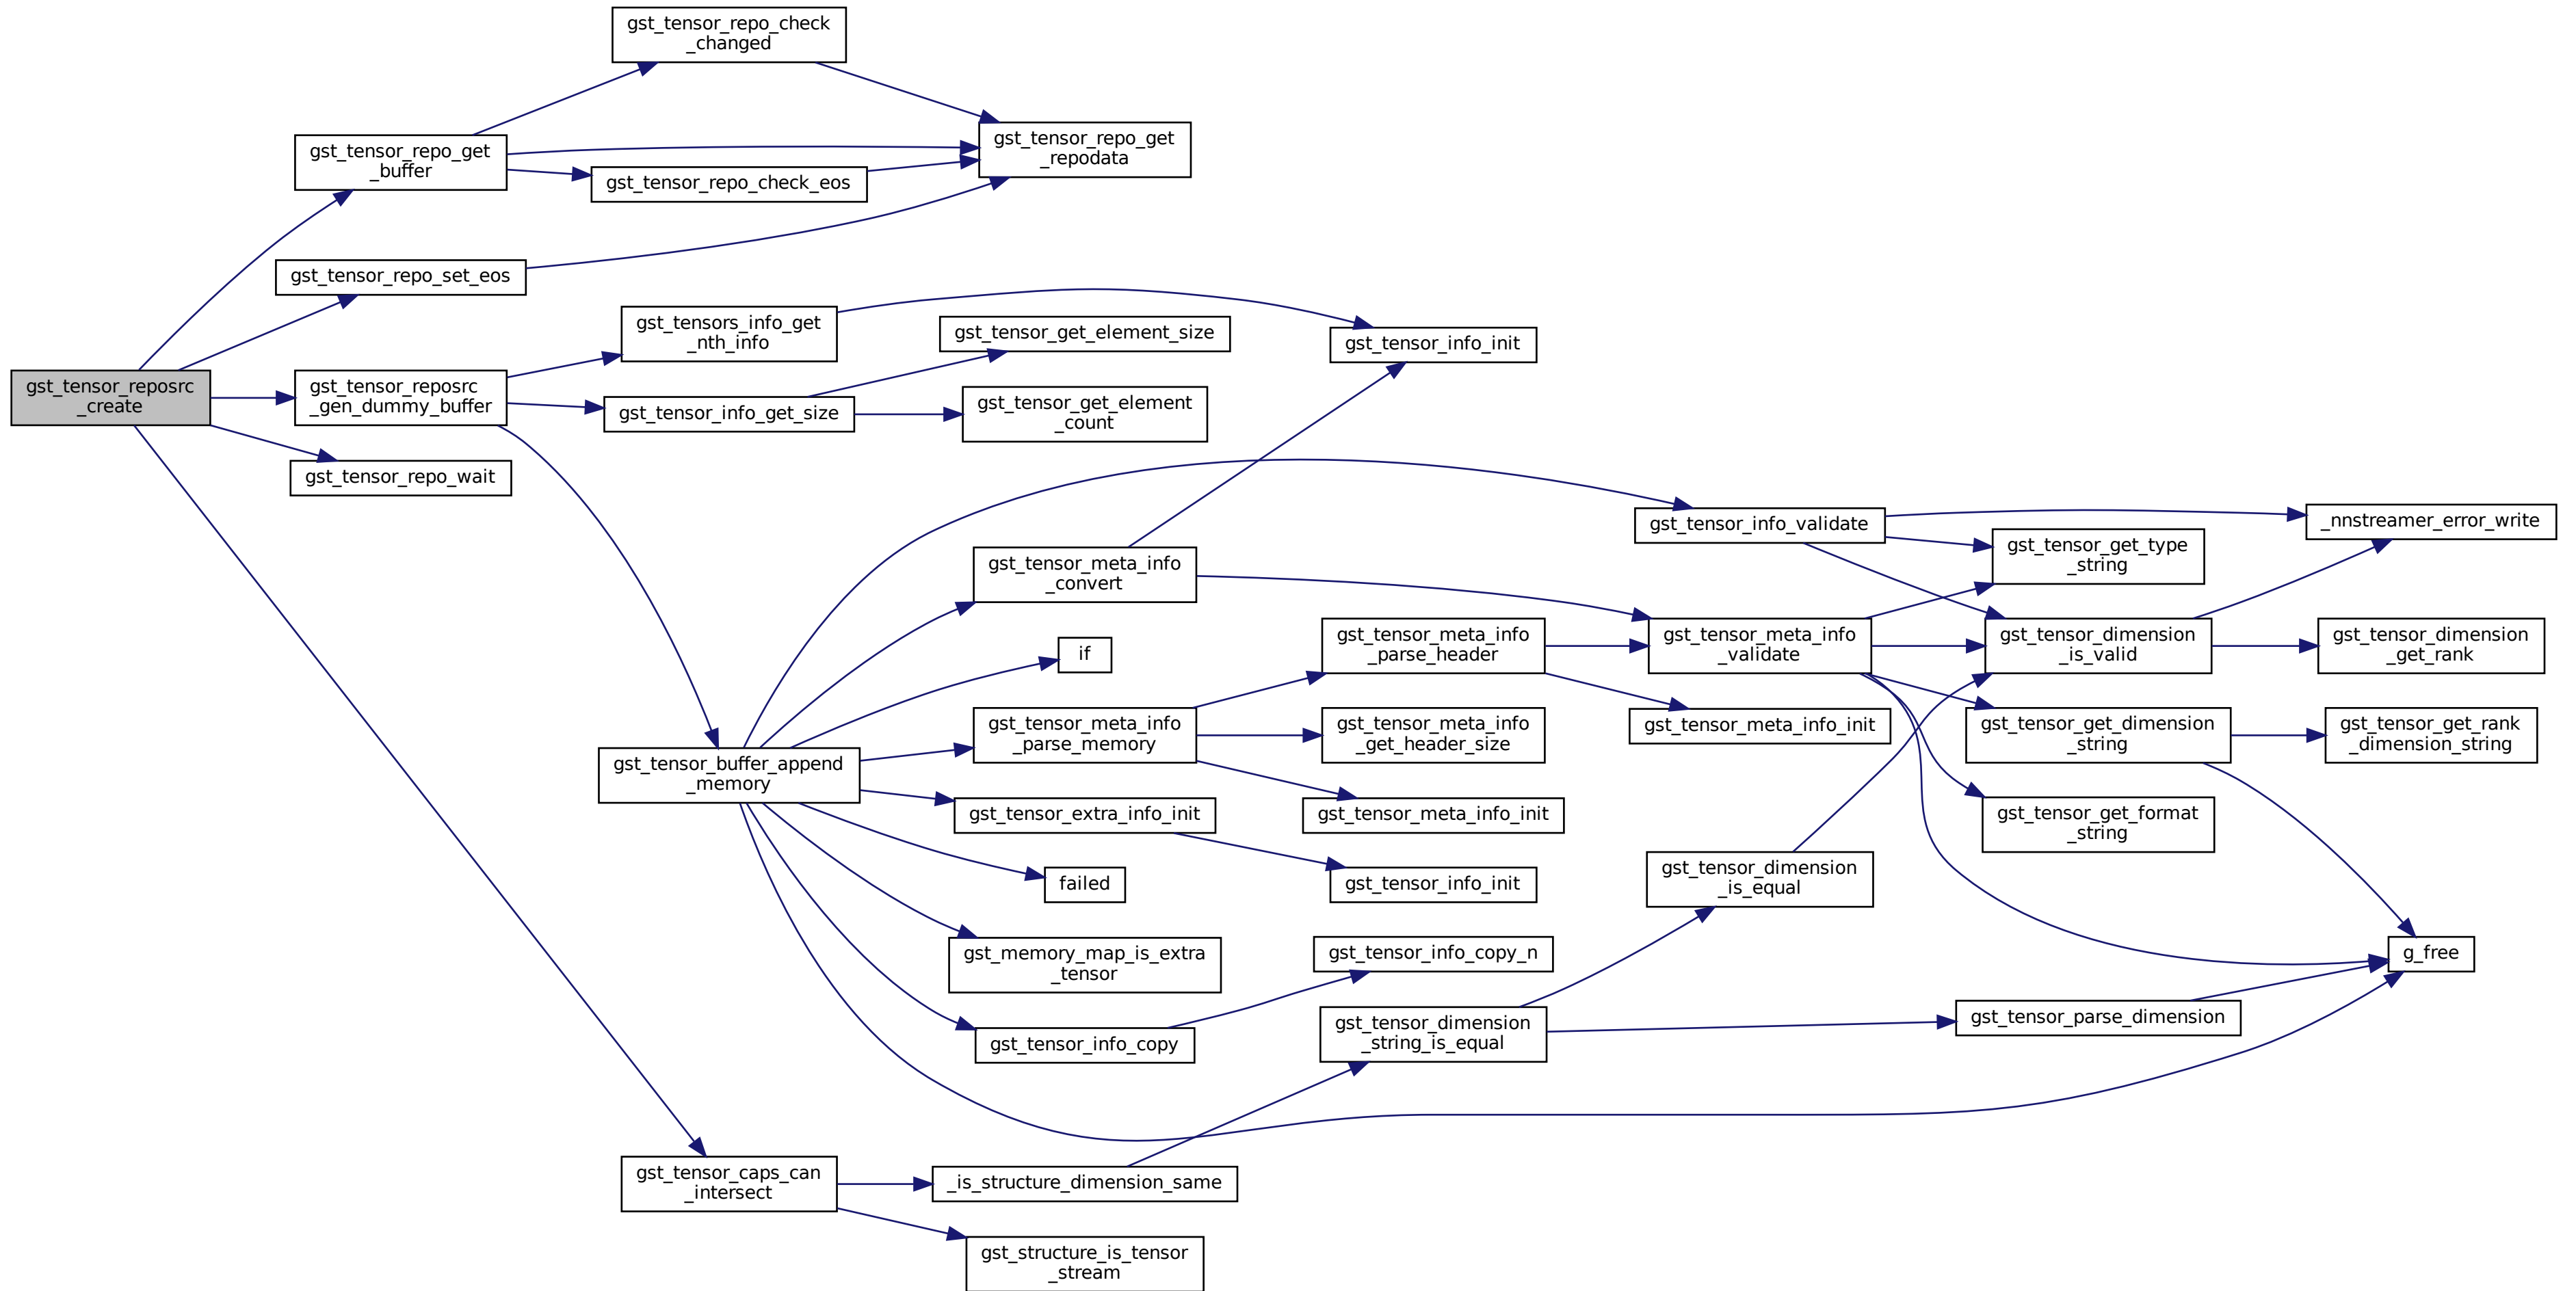 gst_tensor_reposrc
_create
gst_tensor_repo_get
_buffer
gst_tensor_repo_check
_changed
gst_tensor_repo_get
_repodata
gst_tensor_repo_check_eos
gst_tensor_repo_set_eos
gst_tensor_reposrc
_gen_dummy_buffer
gst_tensors_info_get
_nth_info
gst_tensor_info_init
gst_tensor_info_get_size
gst_tensor_get_element_size
gst_tensor_get_element
_count
gst_tensor_repo_wait
gst_tensor_buffer_append
_memory
gst_tensor_info_validate
_nnstreamer_error_write
gst_tensor_get_type
_string
gst_tensor_meta_info
_convert
if
gst_tensor_meta_info
_parse_header
gst_tensor_meta_info
_validate
gst_tensor_dimension
_is_valid
gst_tensor_dimension
_get_rank
gst_tensor_meta_info_init
gst_tensor_meta_info
_parse_memory
gst_tensor_meta_info
_get_header_size
gst_tensor_get_dimension
_string
gst_tensor_get_rank
_dimension_string
gst_tensor_extra_info_init
gst_tensor_meta_info_init
gst_tensor_get_format
_string
failed
gst_tensor_info_init
gst_tensor_dimension
_is_equal
gst_memory_map_is_extra
_tensor
gst_tensor_info_copy_n
g_free
gst_tensor_info_copy
gst_tensor_dimension
_string_is_equal
gst_tensor_parse_dimension
gst_tensor_caps_can
_intersect
_is_structure_dimension_same
gst_structure_is_tensor
_stream